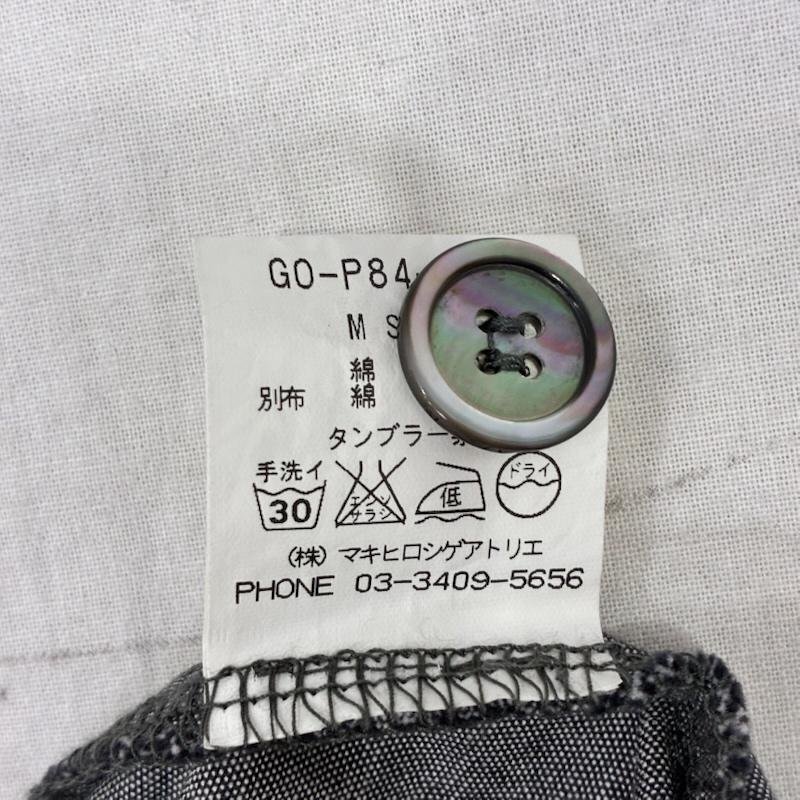 GO-P84
M S
綿
別布 綿
タンブラー
手洗イ
30
エンソ
サラシ
低
ドライ
(株) マキヒロシゲアトリエ
PHONE 03-3409-5656